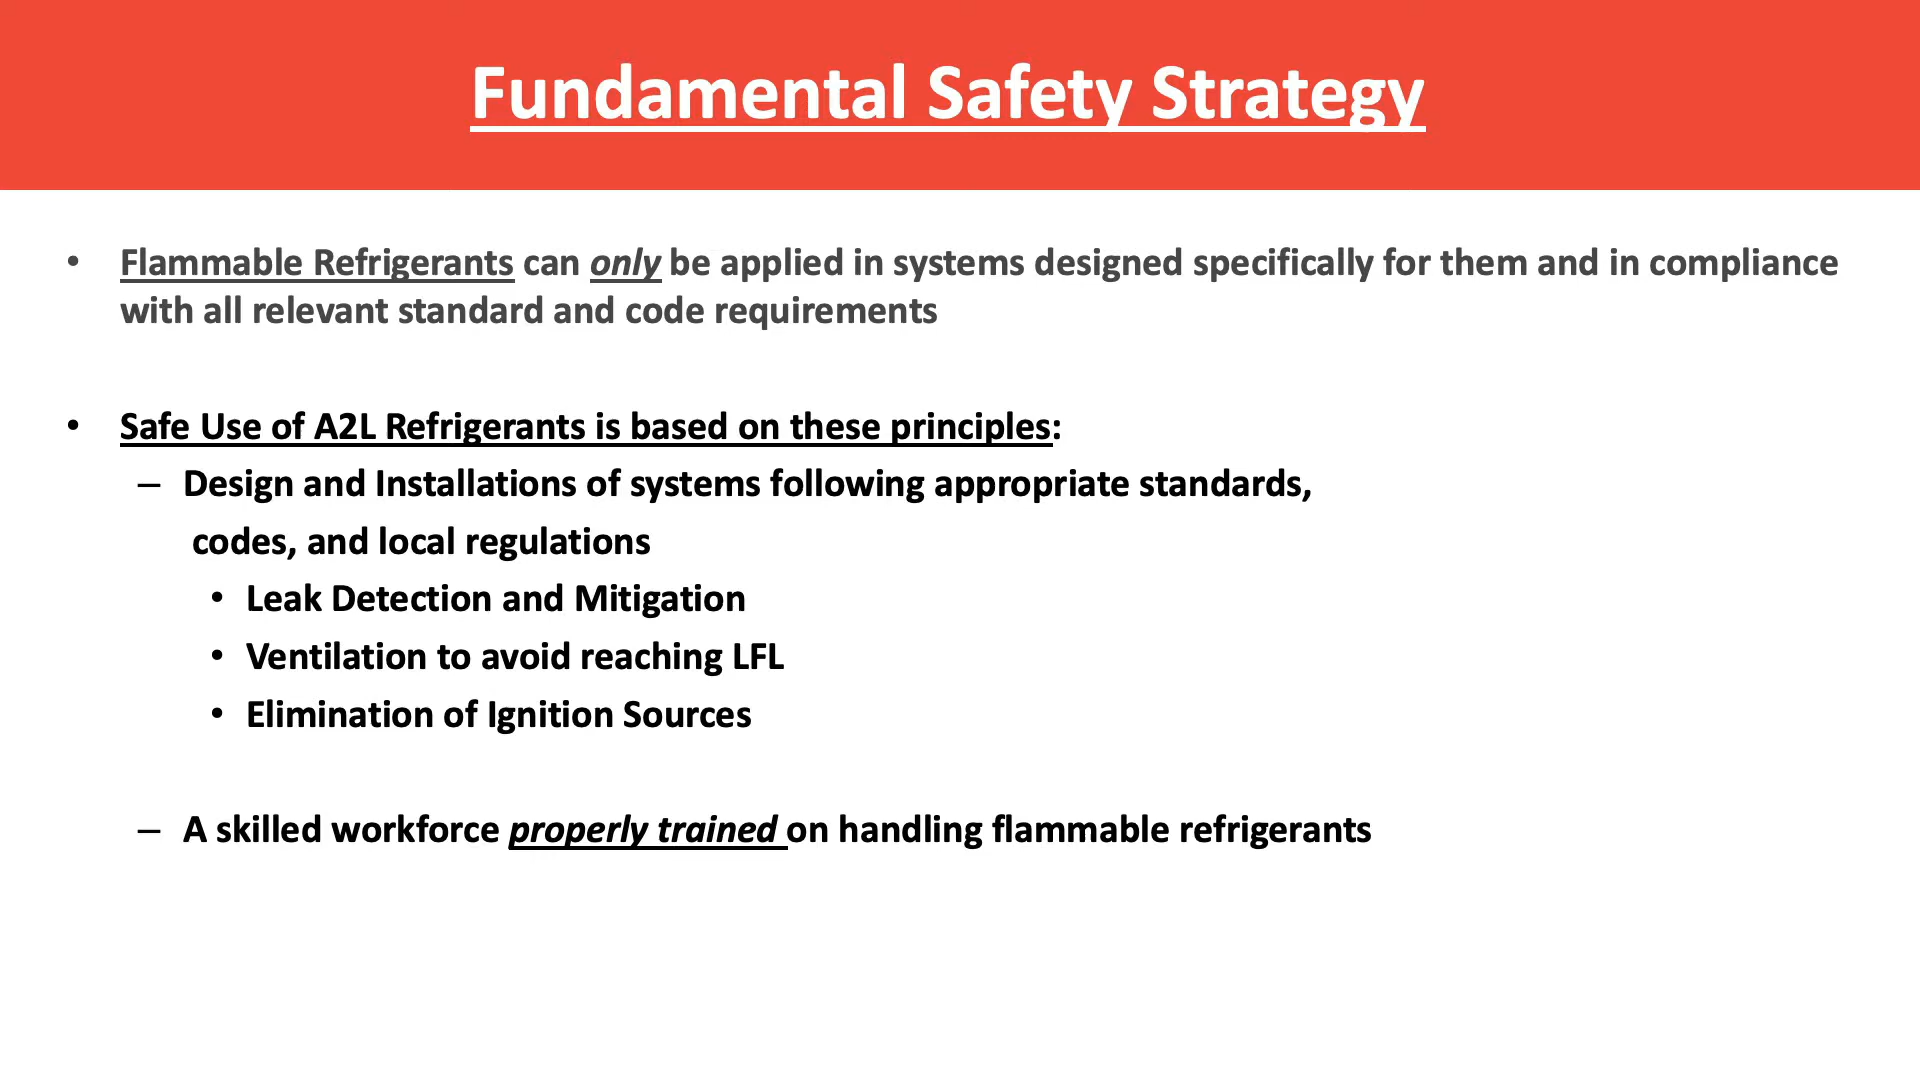 Fundamental Safety Strategy
• Flammable Refrigerants can only be applied in systems designed specifically for them and in compliance
with all relevant standard and code requirements
• Safe Use of A2L Refrigerants is based on these principles:
– Design and Installations of systems following appropriate standards,
codes, and local regulations
• Leak Detection and Mitigation
• Ventilation to avoid reaching LFL
• Elimination of Ignition Sources
– A skilled workforce properly trained on handling flammable refrigerants